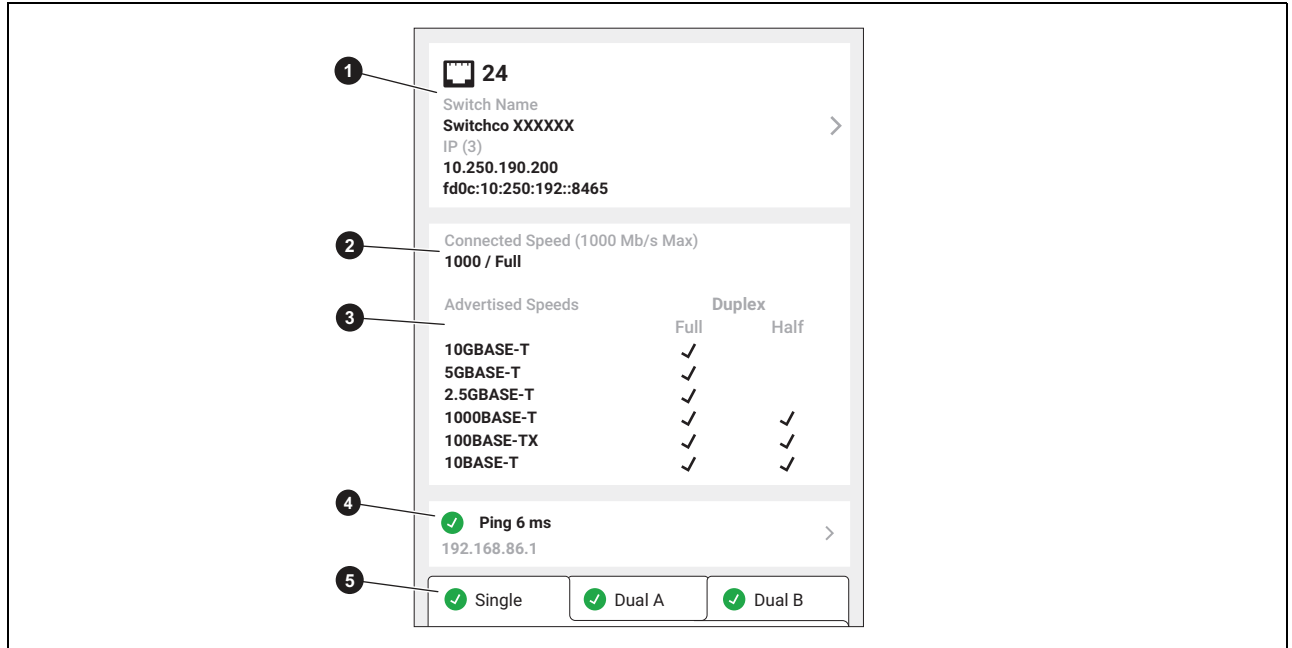 1
24
Switch Name
Switchco XXXXXX
IP (3)
10.250.190.200
fd0c:10:250:192::8465
2
Connected Speed (1000 Mb/s Max)
1000 / Full
3
Advertised Speeds Duplex
Full Half
10GBASE-T
5GBASE-T
2.5GBASE-T
1000BASE-T
100BASE-TX
10BASE-T
4
Ping 6 ms
192.168.86.1
5
Single Dual A Dual B